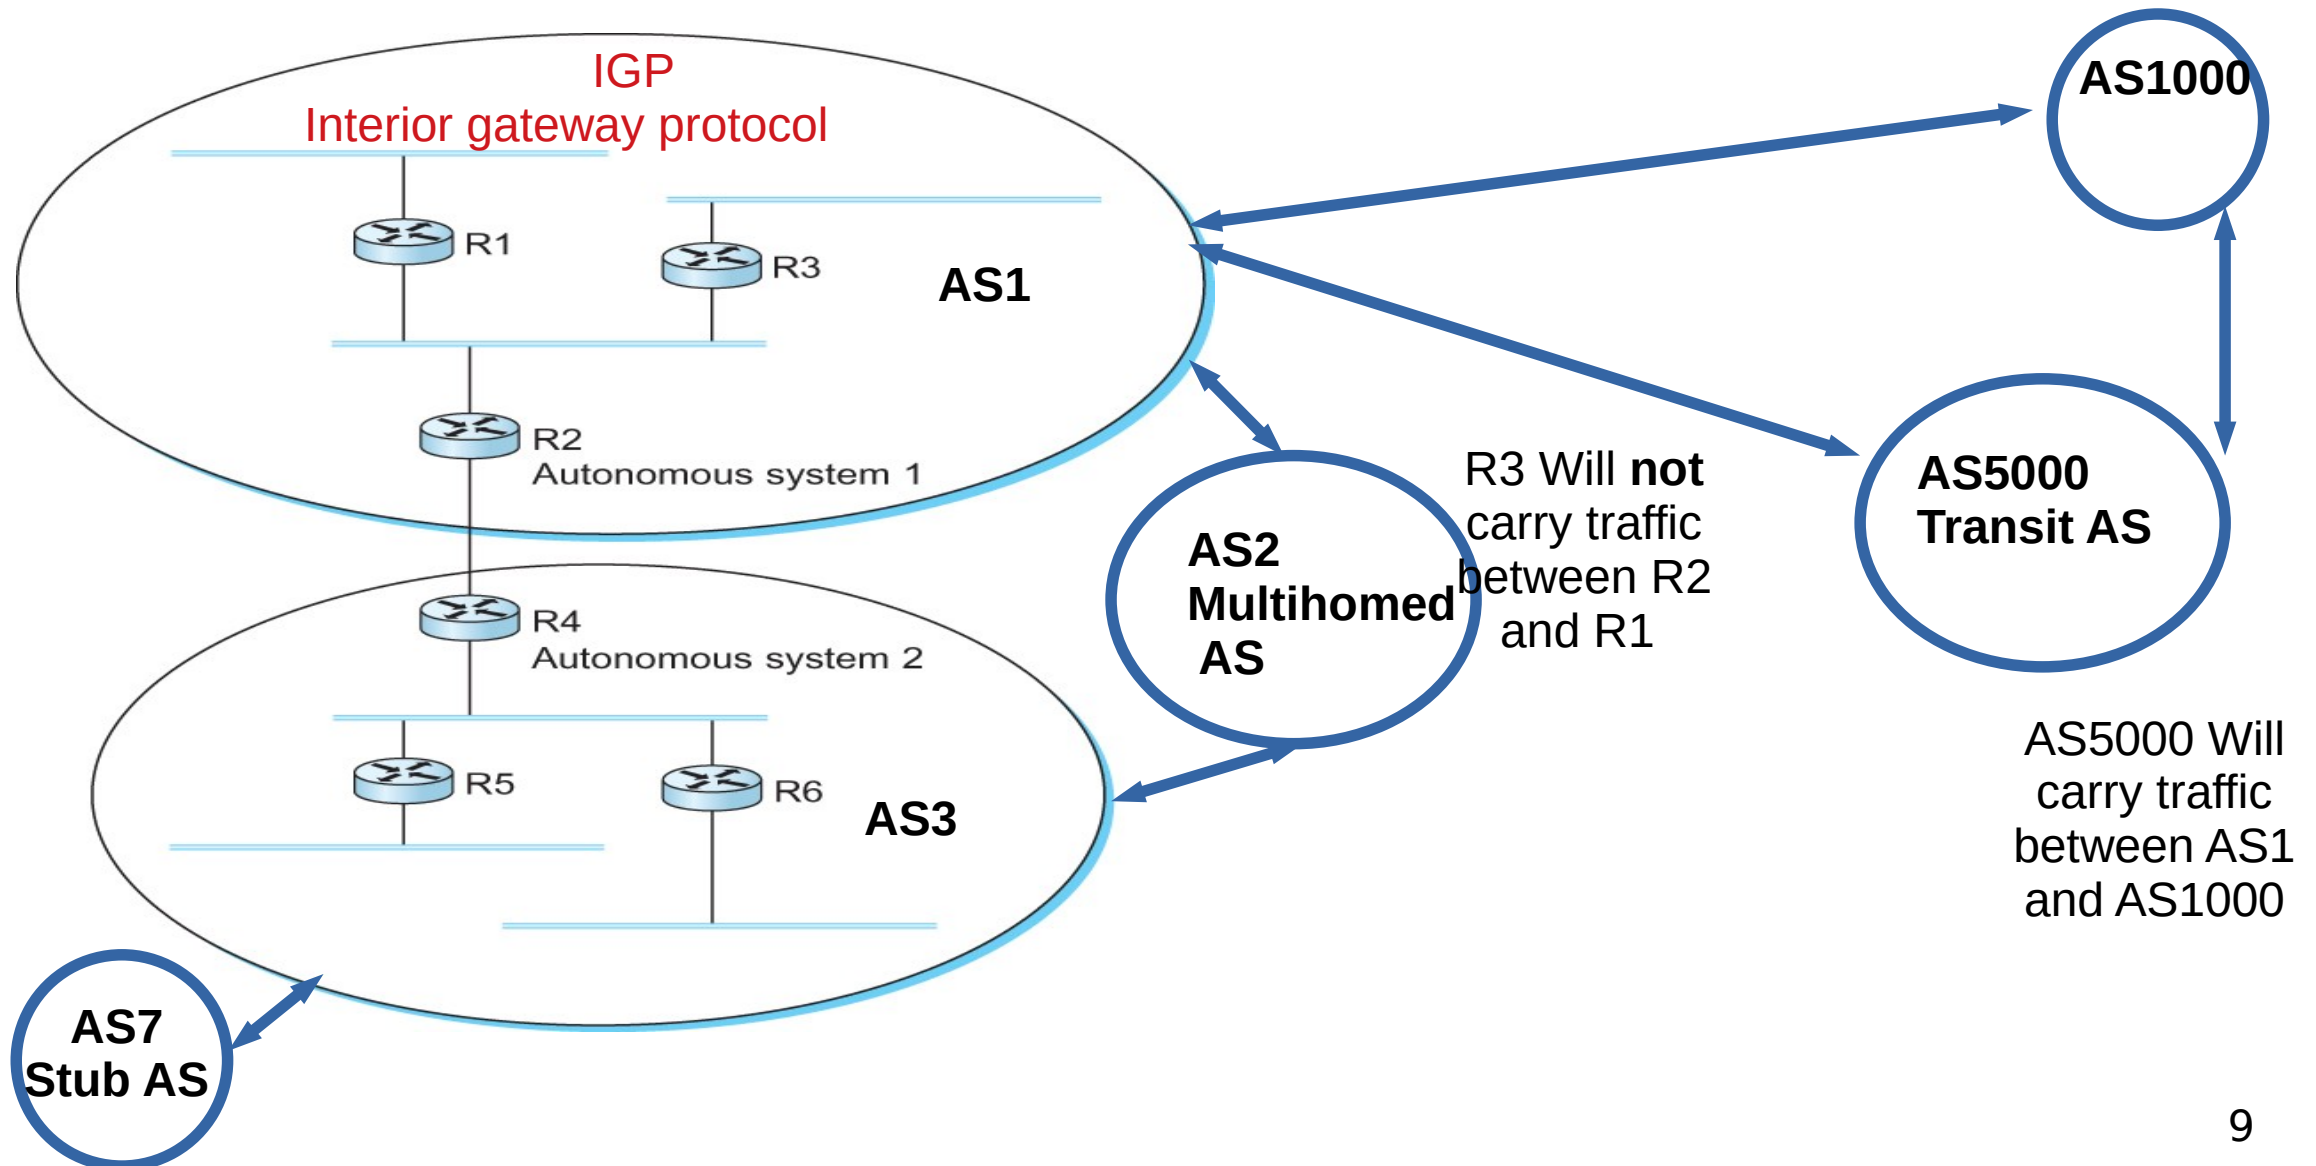 IGP
Interior gateway protocol
R1
R3
AS1
R2
Autonomous system 1
R4
Autonomous system 2
R5
R6
AS3
AS7
Stub AS
AS2
Multihomed
AS
R3 Will not
carry traffic
between R2
and R1
AS1000
AS5000
Transit AS
AS5000 Will
carry traffic
between AS1
and AS1000
9